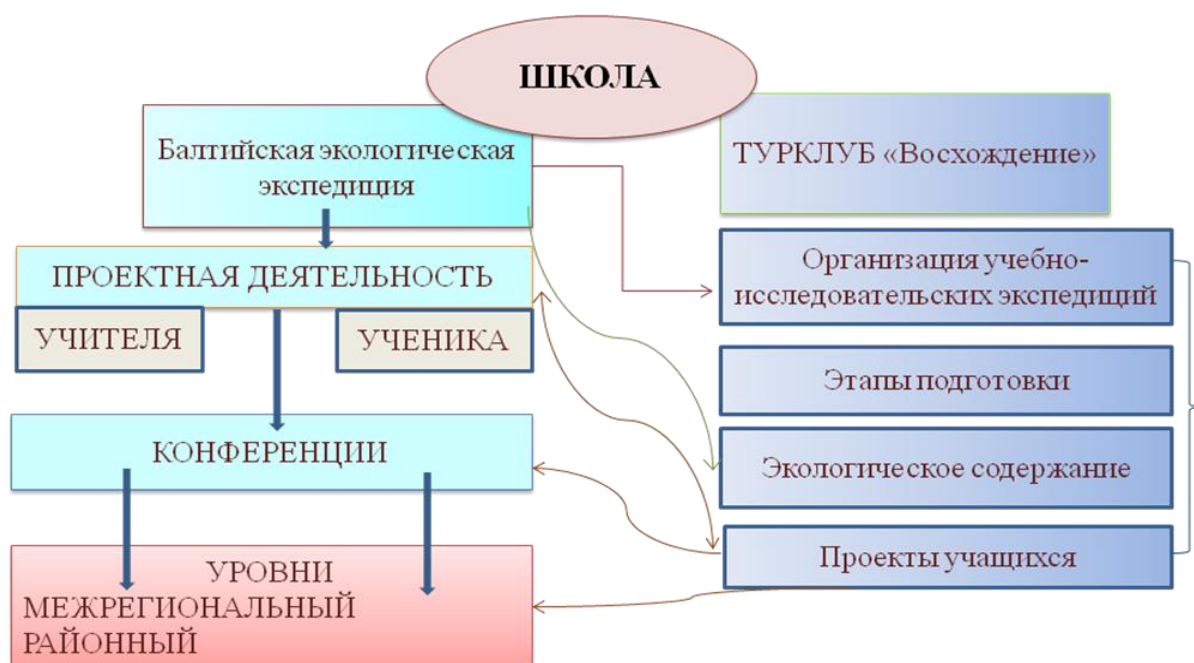 ШКОЛА
Балтийская экологическая
экспедиция
ТУРКЛУБ «Восхождение»
ПРОЕКТНАЯ ДЕЯТЕЛЬНОСТЬ
УЧИТЕЛЯ
УЧЕНИКА
КОНФЕРЕНЦИИ
УРОВНИ
МЕЖРЕГИОНАЛЬНЫЙ
РАЙОННЫЙ
Организация учебно-
исследовательских экспедиций
Этапы подготовки
Экологическое содержание
Проекты учащихся